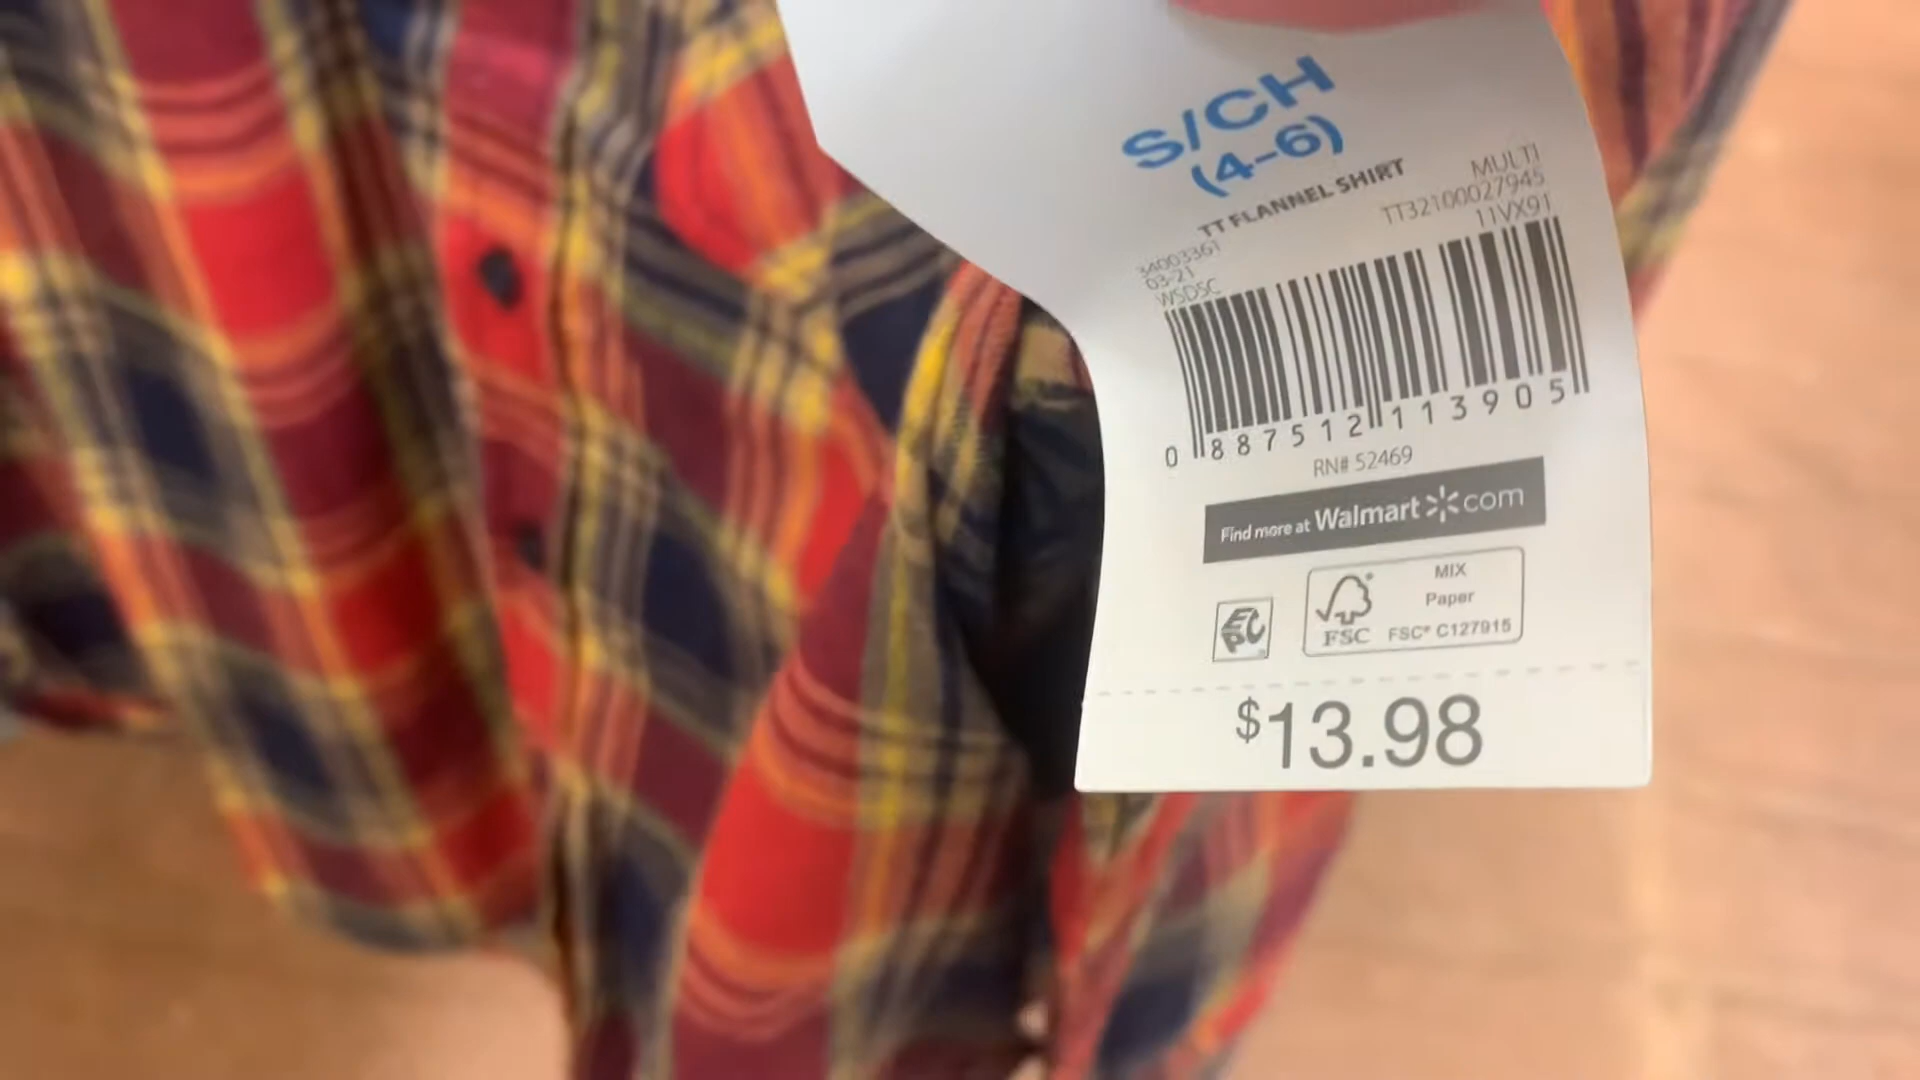 S/CH
(4-6)
TT FLANNEL SHIRT
MULTI
TT32100027945
11VX91
34003361
03-21
WSDSC
0 887512 113905
RN# 52469
Find more at Walmart com
EPC
MIX
Paper
FSC FSC® C127915
$13.98